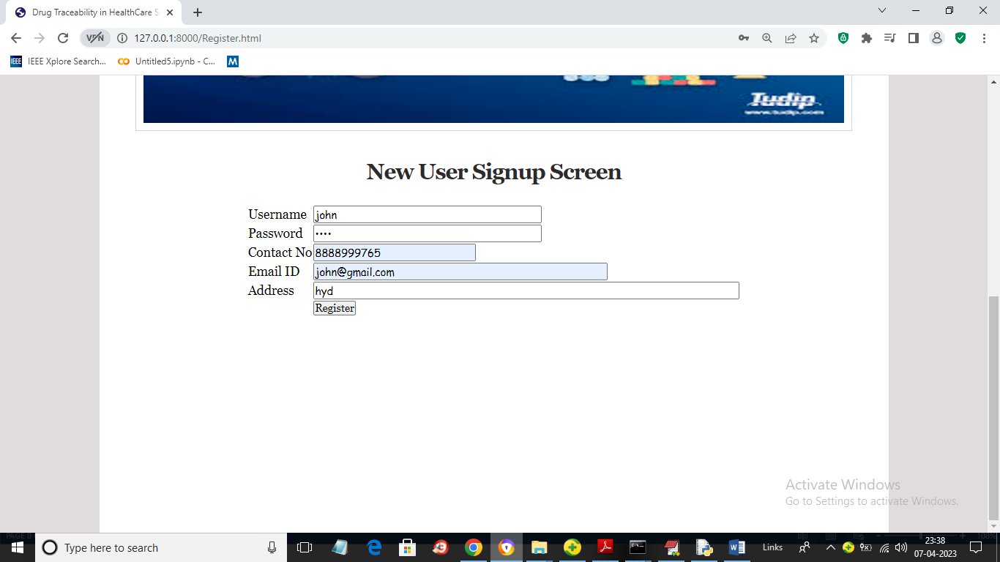 Drug Traceability in HealthCare S
127.0.0.1:8000/Register.html
IEEE Xplore Search...
Untitled5.ipynb - C...
Tudip
www.tudip.com
New User Signup Screen
Username john
Password ••••
Contact No 8888999765
Email ID john@gmail.com
Address hyd
Register
Activate Windows
Go to Settings to activate Windows.
Type here to search
Links
23:38
07-04-2023
100%